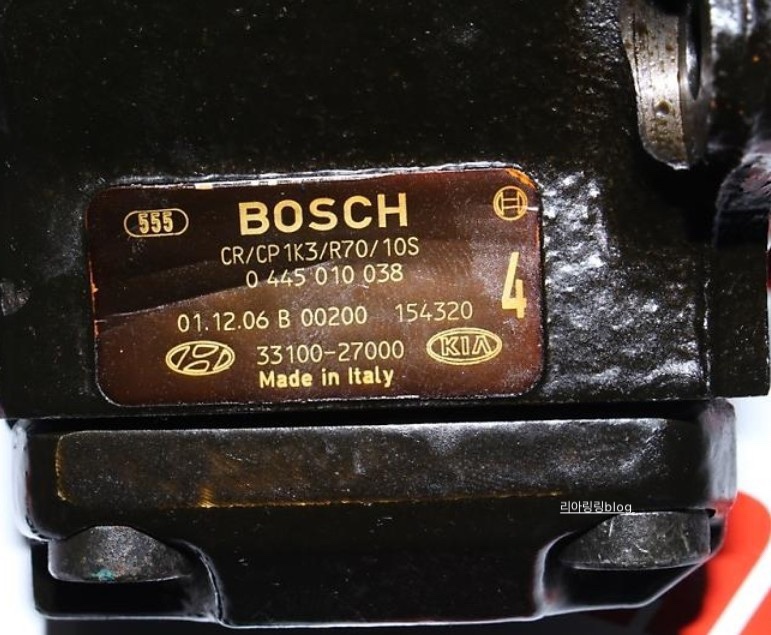 555
BOSCH
CR/CP1K3/R70/10S
0 445 010 038
4
01.12.06 B 00200 154320
33100-27000
KIA
Made in Italy
리아링링blog